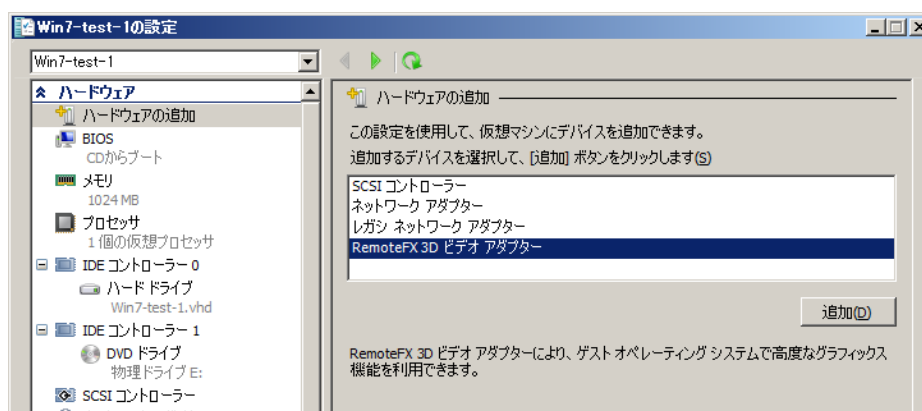 Win7-test-1の設定
Win7-test-1
ハードウェア
ハードウェアの追加
BIOS
CDからブート
メモリ
1024 MB
プロセッサ
1 個の仮想プロセッサ
IDE コントローラー 0
ハード ドライブ
Win7-test-1.vhd
IDE コントローラー 1
DVD ドライブ
物理ドライブ E:
SCSI コントローラー
ハードウェアの追加
この設定を使用して、仮想マシンにデバイスを追加できます。
追加するデバイスを選択して、[追加] ボタンをクリックします(S)
SCSI コントローラー
ネットワーク アダプター
レガシ ネットワーク アダプター
RemoteFX 3D ビデオ アダプター
追加(D)
RemoteFX 3D ビデオ アダプターにより、ゲスト オペレーティング システムで高度なグラフィックス
機能を利用できます。